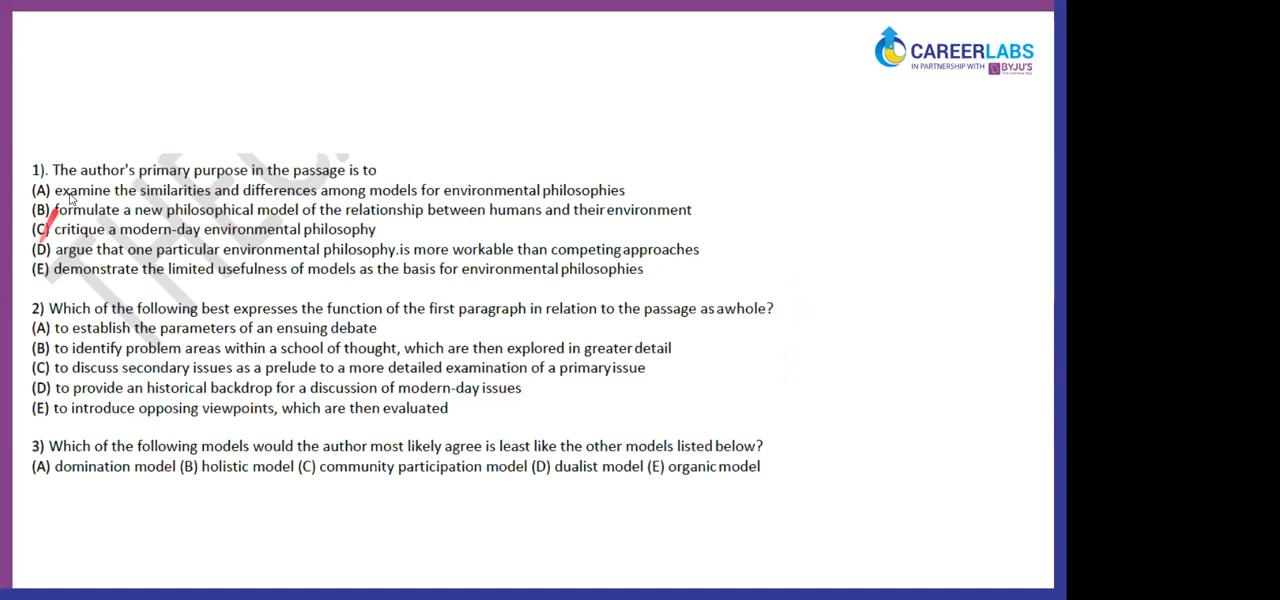 CAREERLABS
IN PARTNERSHIP WITH BYJU'S
The Learning App
1). The author's primary purpose in the passage is to
(A) examine the similarities and differences among models for environmental philosophies
(B) formulate a new philosophical model of the relationship between humans and their environment
(C) critique a modern-day environmental philosophy
(D) argue that one particular environmental philosophy.is more workable than competing approaches
(E) demonstrate the limited usefulness of models as the basis for environmental philosophies
2) Which of the following best expresses the function of the first paragraph in relation to the passage as awhole?
(A) to establish the parameters of an ensuing debate
(B) to identify problem areas within a school of thought, which are then explored in greater detail
(C) to discuss secondary issues as a prelude to a more detailed examination of a primary issue
(D) to provide an historical backdrop for a discussion of modern-day issues
(E) to introduce opposing viewpoints, which are then evaluated
3) Which of the following models would the author most likely agree is least like the other models listed below?
(A) domination model (B) holistic model (C) community participation model (D) dualist model (E) organic model